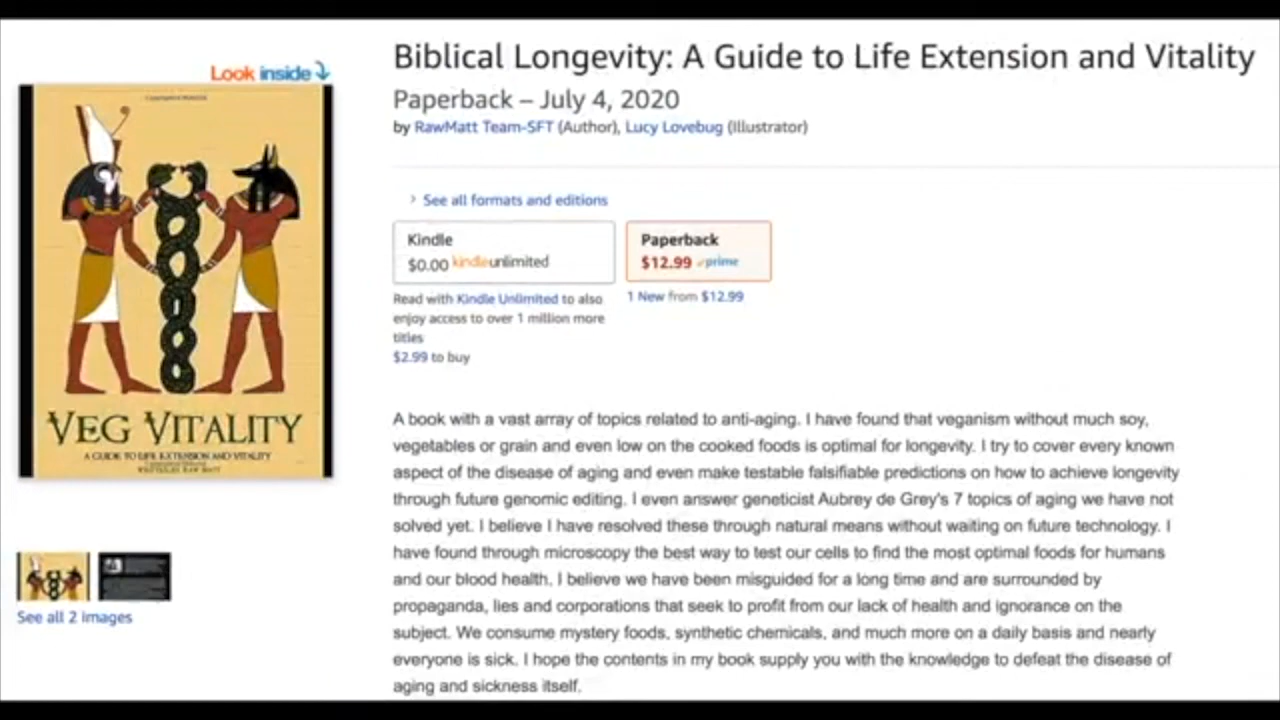 Look inside
Biblical Longevity: A Guide to Life Extension and Vitality
Paperback – July 4, 2020
by RawMatt Team-SFT (Author), Lucy Lovebug (Illustrator)
See all formats and editions
Kindle
$0.00 kindleunlimited
Paperback
$12.99 prime
Read with Kindle Unlimited to also
enjoy access to over 1 million more
titles
$2.99 to buy
1 New from $12.99
VEG VITALITY
A GUIDE TO LIFE EXTENSION AND VITALITY
See all 2 images
A book with a vast array of topics related to anti-aging. I have found that veganism without much soy,
vegetables or grain and even low on the cooked foods is optimal for longevity. I try to cover every known
aspect of the disease of aging and even make testable falsifiable predictions on how to achieve longevity
through future genomic editing. I even answer geneticist Aubrey de Grey's 7 topics of aging we have not
solved yet. I believe I have resolved these through natural means without waiting on future technology. I
have found through microscopy the best way to test our cells to find the most optimal foods for humans
and our blood health. I believe we have been misguided for a long time and are surrounded by
propaganda, lies and corporations that seek to profit from our lack of health and ignorance on the
subject. We consume mystery foods, synthetic chemicals, and much more on a daily basis and nearly
everyone is sick. I hope the contents in my book supply you with the knowledge to defeat the disease of
aging and sickness itself.